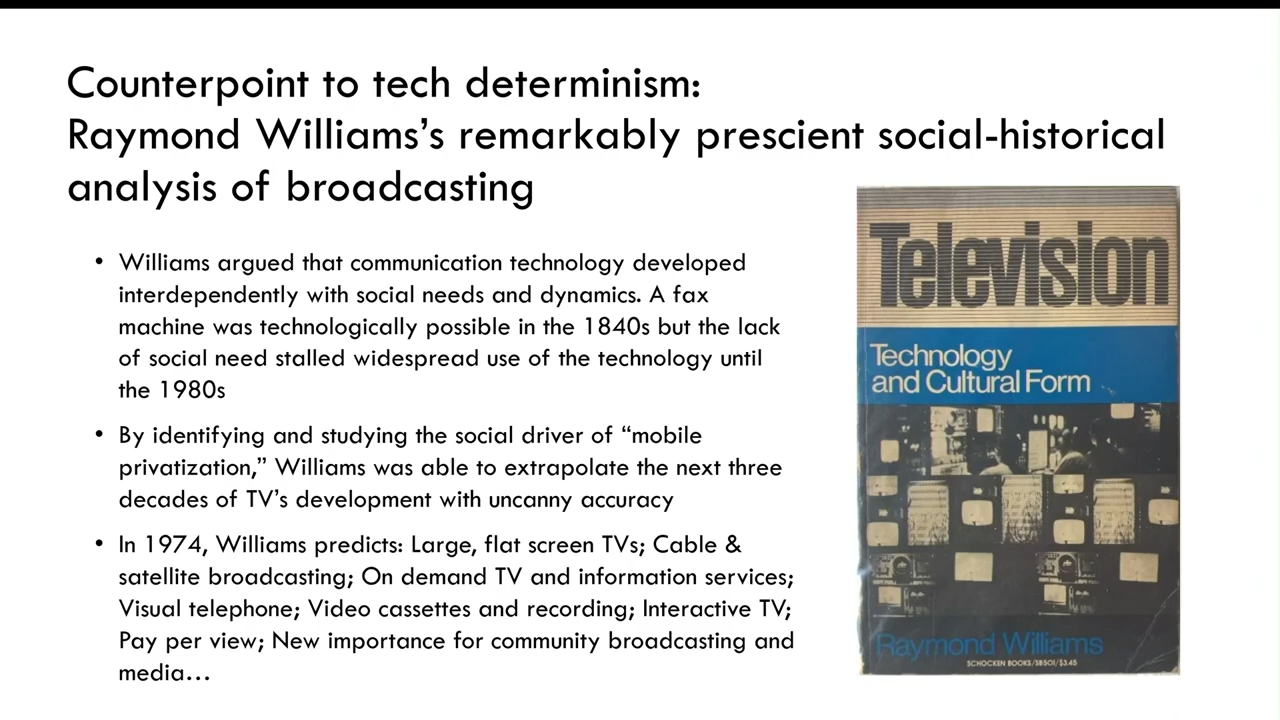 Counterpoint to tech determinism:
Raymond Williams’s remarkably prescient social-historical
analysis of broadcasting
• Williams argued that communication technology developed
interdependently with social needs and dynamics. A fax
machine was technologically possible in the 1840s but the lack
of social need stalled widespread use of the technology until
the 1980s
• By identifying and studying the social driver of “mobile
privatization,” Williams was able to extrapolate the next three
decades of TV’s development with uncanny accuracy
• In 1974, Williams predicts: Large, flat screen TVs; Cable &
satellite broadcasting; On demand TV and information services;
Visual telephone; Video cassettes and recording; Interactive TV;
Pay per view; New importance for community broadcasting and
media…
Television
Technology
and Cultural Form
Raymond Williams
SCHOCKEN BOOKS/SB501/$3.45